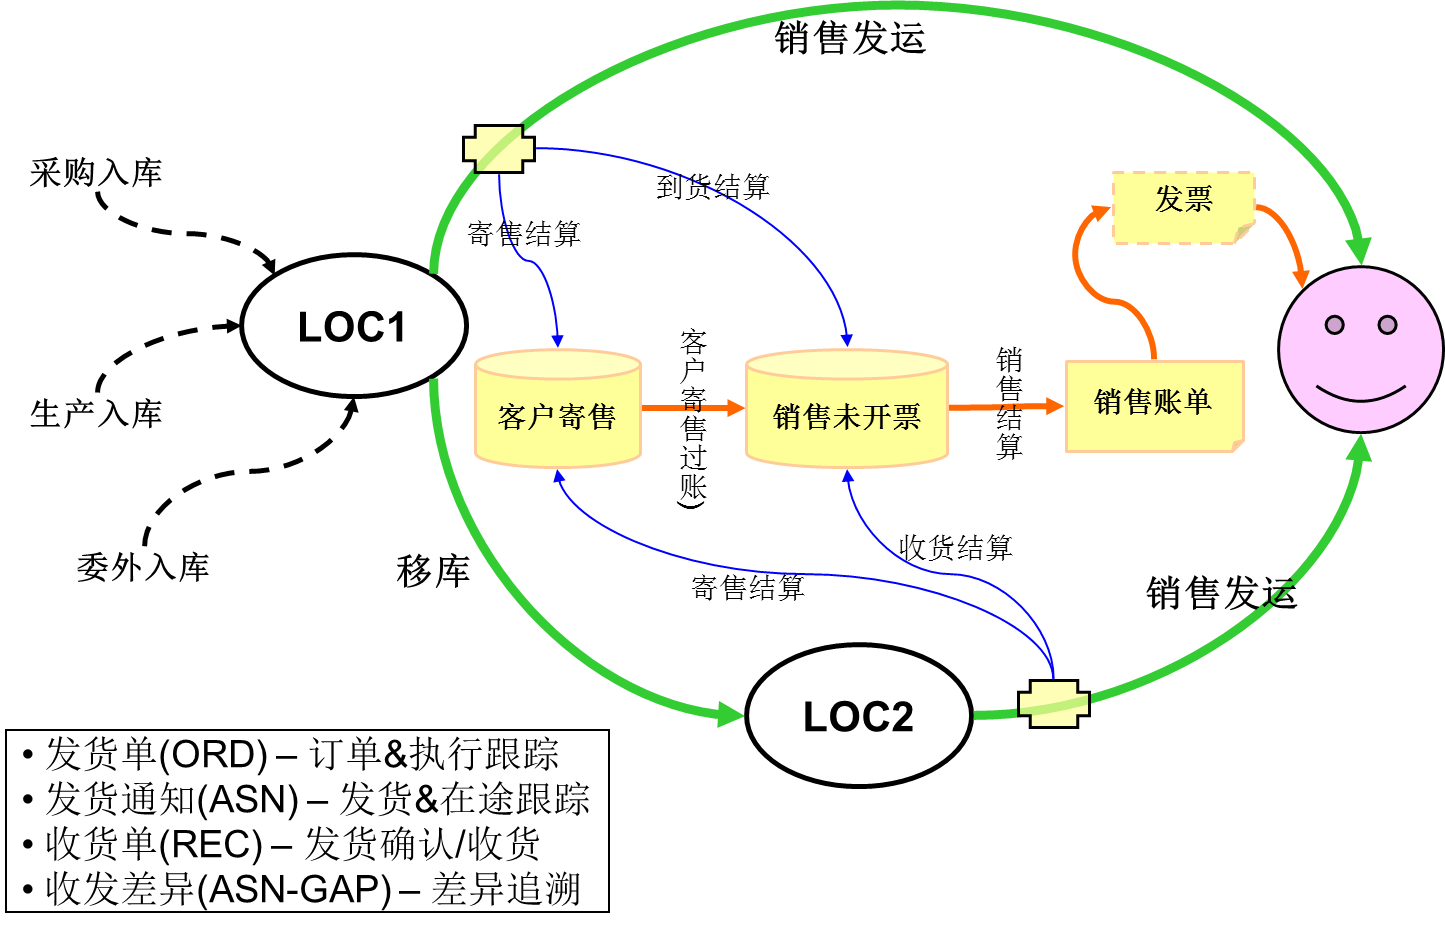 销售发运
采购入库
到货结算
发票
寄售结算
LOC1
客户寄售过账)
销售结算
生产入库
客户寄售
销售未开票
销售账单
委外入库
移库
收货结算
寄售结算
销售发运
LOC2
• 发货单(ORD) – 订单&执行跟踪
• 发货通知(ASN) – 发货&在途跟踪
• 收货单(REC) – 发货确认/收货
• 收发差异(ASN-GAP) – 差异追溯